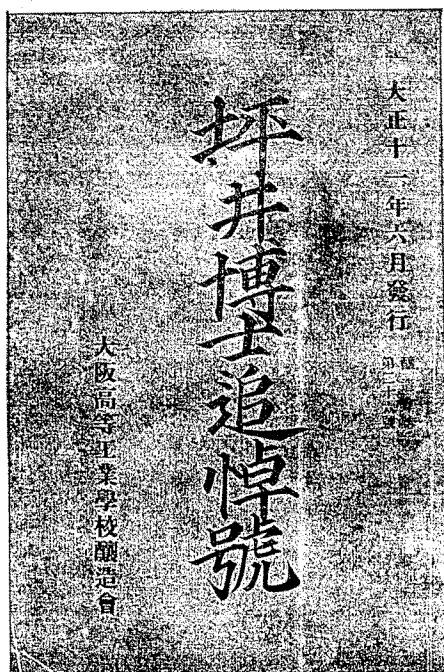 大正十一年六月發行
坪井博士追悼號
大阪高等工業學校釀造會